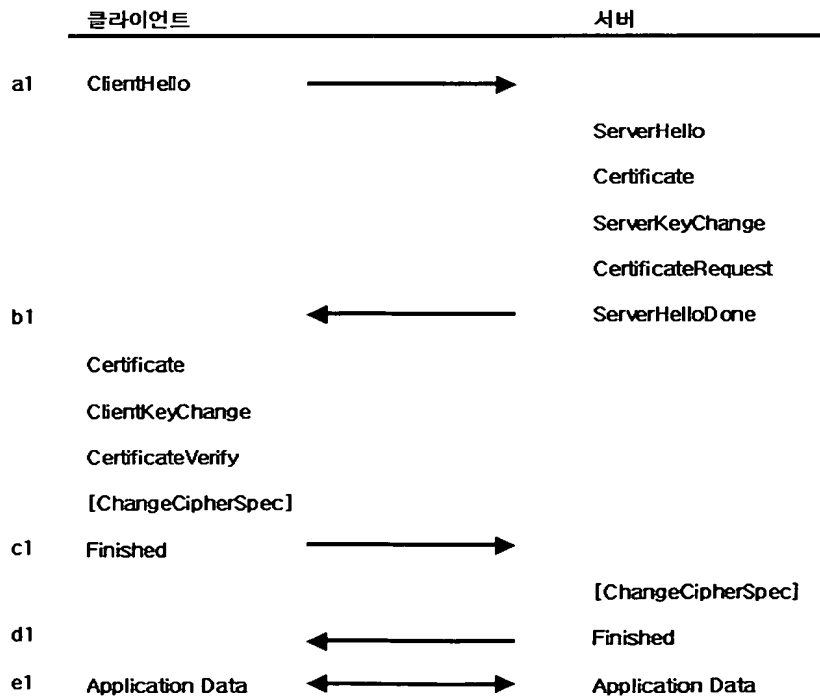 클라이언트 서버
a1 ClientHello
ServerHello
Certificate
ServerKeyChange
CertificateRequest
b1 ServerHelloDone
Certificate
ClientKeyChange
CertificateVerify
[ChangeCipherSpec]
c1 Finished
[ChangeCipherSpec]
d1 Finished
e1 Application Data Application Data